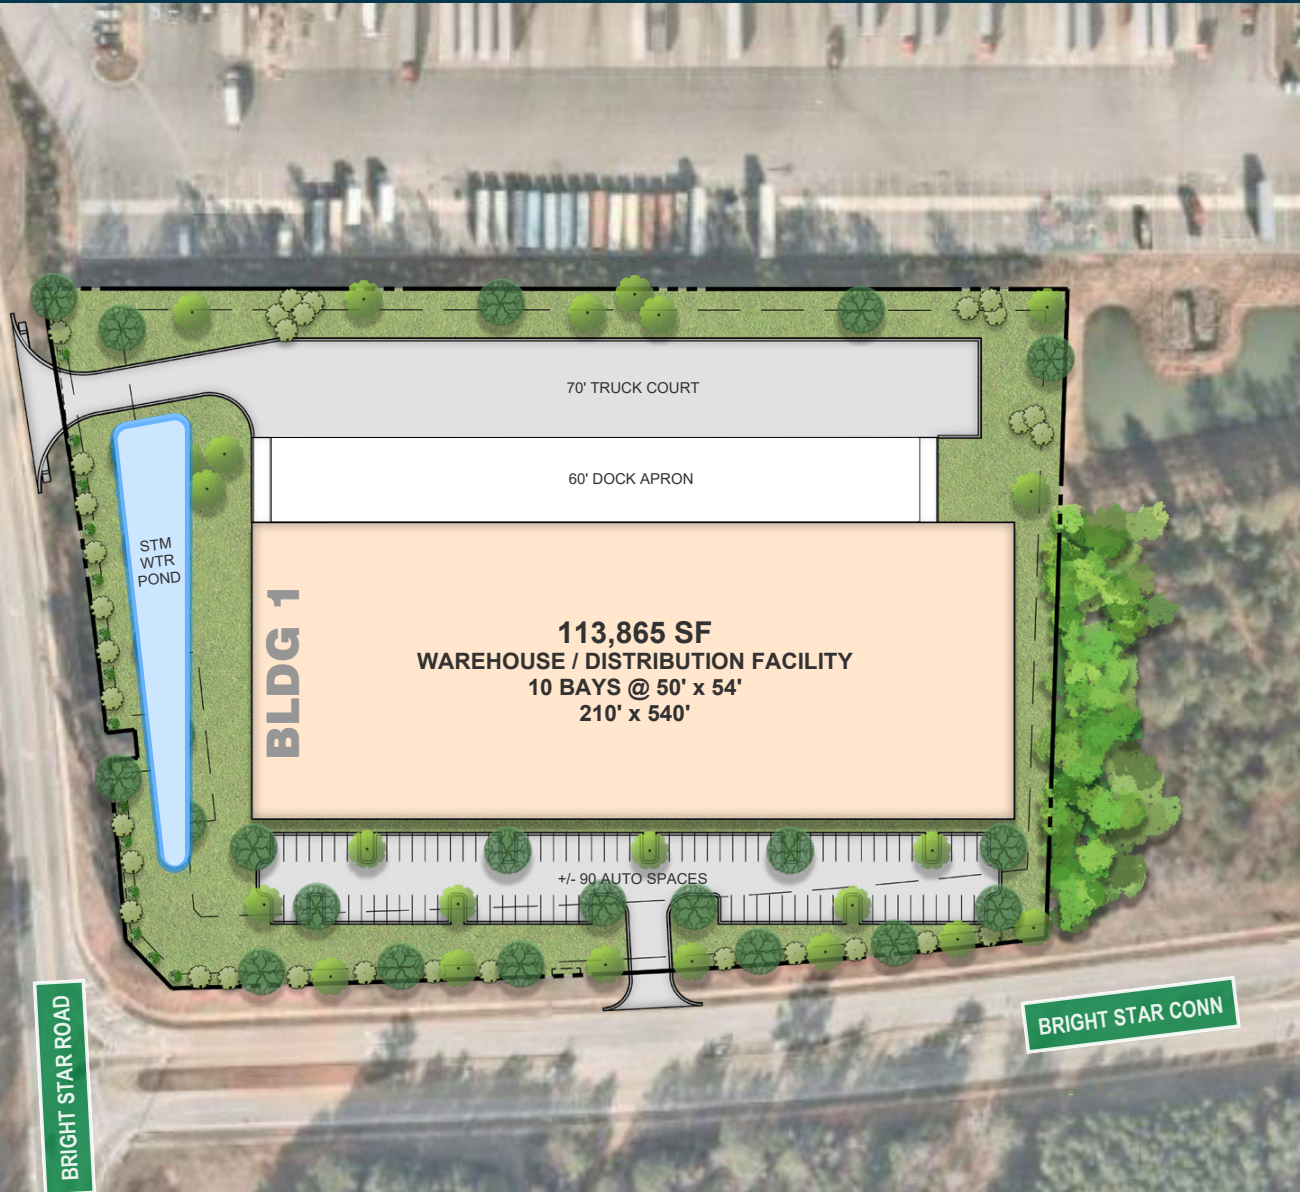 70' TRUCK COURT
60' DOCK APRON
STM
WTR
POND
BLDG 1
113,865 SF
WAREHOUSE / DISTRIBUTION FACILITY
10 BAYS @ 50' x 54'
210' x 540'
+/- 90 AUTO SPACES
BRIGHT STAR ROAD
BRIGHT STAR CONN